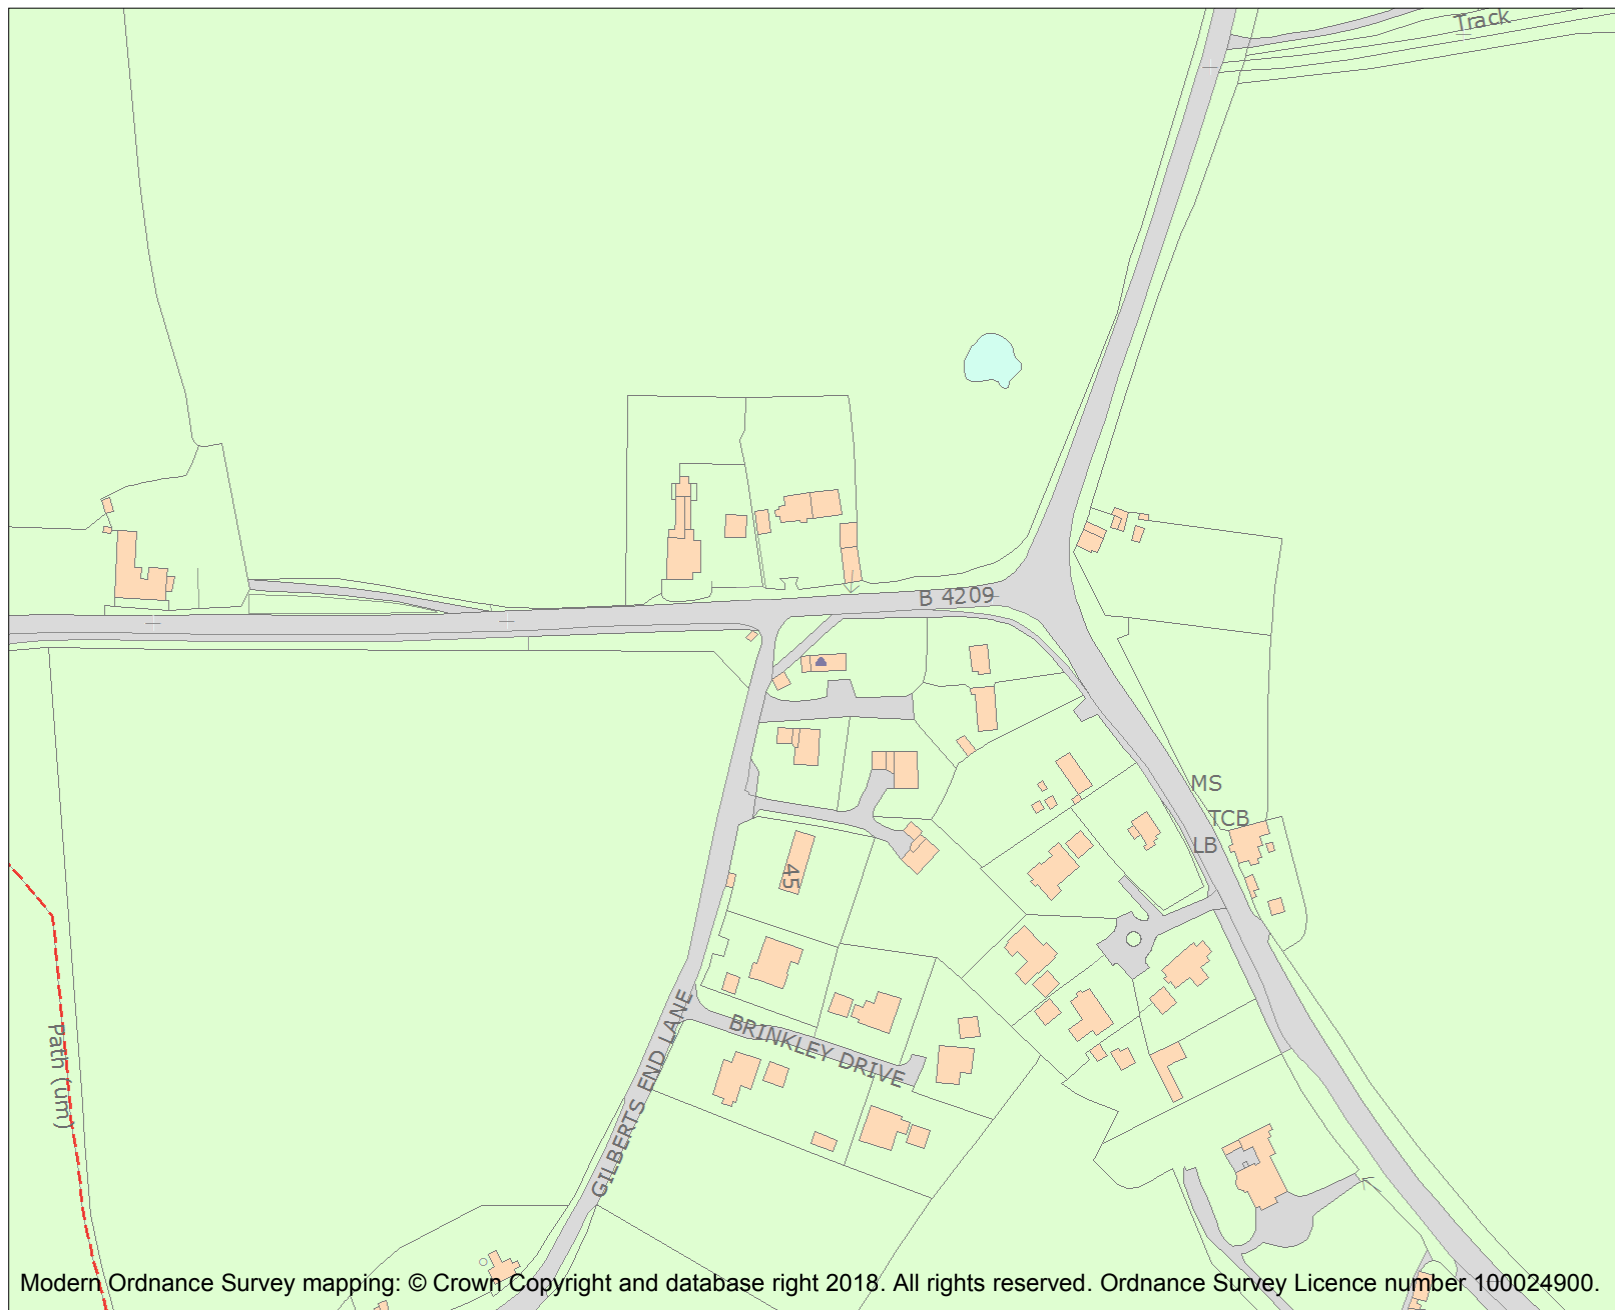 Track
B 4209
MS
TCB
LB
45
Path (um)
GILBERTS END LANE
BRINKLEY DRIVE
Modern Ordnance Survey mapping: © Crown Copyright and database right 2018. All rights reserved. Ordnance Survey Licence number 100024900.